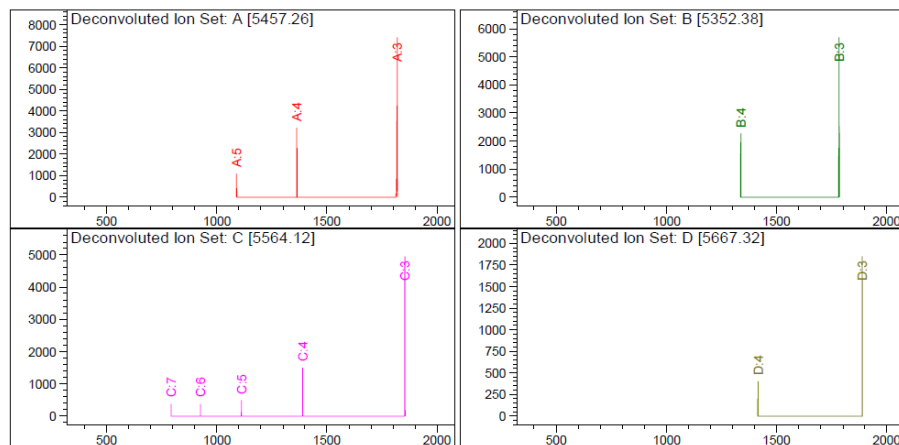 Deconvoluted Ion Set: A [5457.26]
8000
7000
6000
5000
4000
3000
2000
1000
0
A:5
A:4
A:3
500
1000
1500
2000
Deconvoluted Ion Set: B [5352.38]
6000
5000
4000
3000
2000
1000
0
B:4
B:3
500
1000
1500
2000
Deconvoluted Ion Set: C [5564.12]
5000
4000
3000
2000
1000
0
C:7
C:6
C:5
C:4
C:3
500
1000
1500
2000
Deconvoluted Ion Set: D [5667.32]
2000
1750
1500
1250
1000
750
500
250
0
D:4
D:3
500
1000
1500
2000